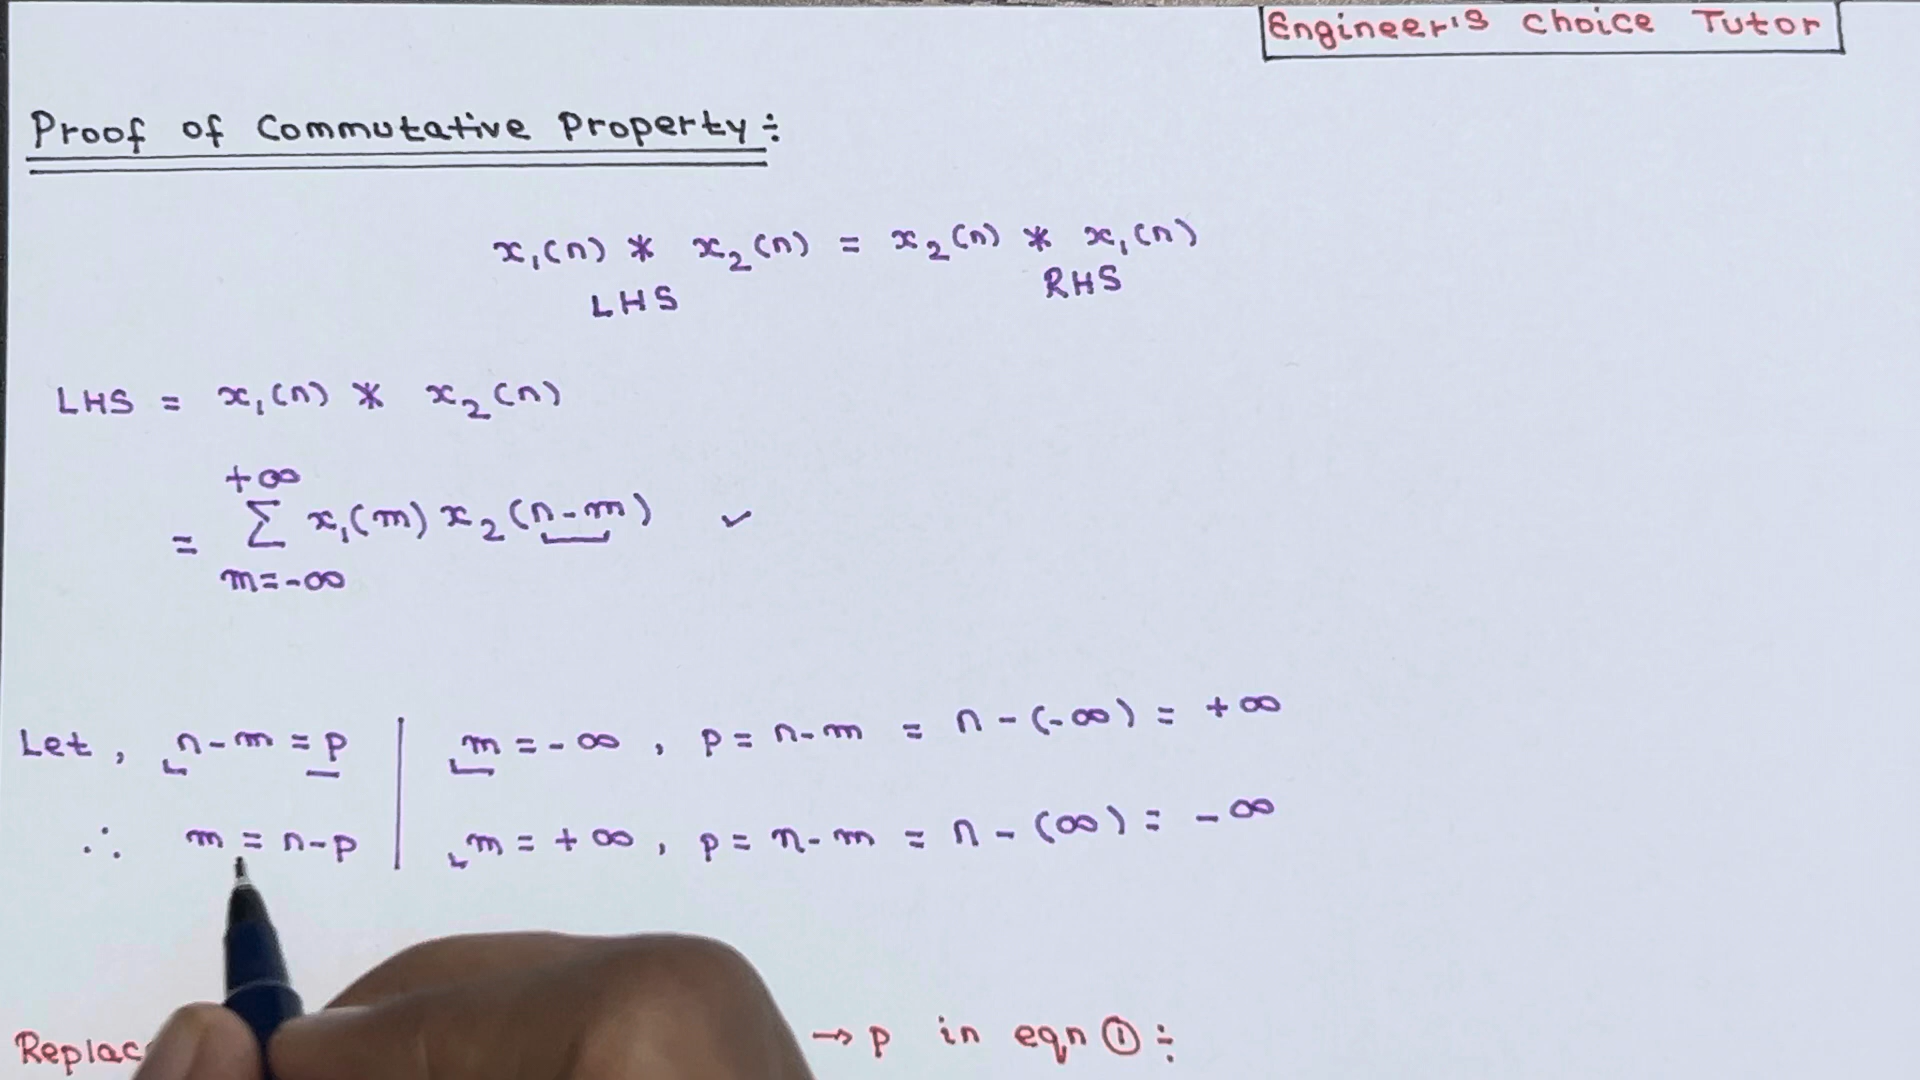 Engineer's Choice Tutor
Proof of Commutative Property :
x₁(n) * x₂(n) = x₂(n) * x₁(n)
LHS RHS
LHS = x₁(n) * x₂(n)
+∞
= Σ x₁(m) x₂(n-m) ✓
m=-∞
Let, n-m = p | m = -∞, p = n-m = n-(-∞) = +∞
∴ m = n-p | m = +∞, p = n-m = n-(∞) = -∞
→ p in eqn ① :